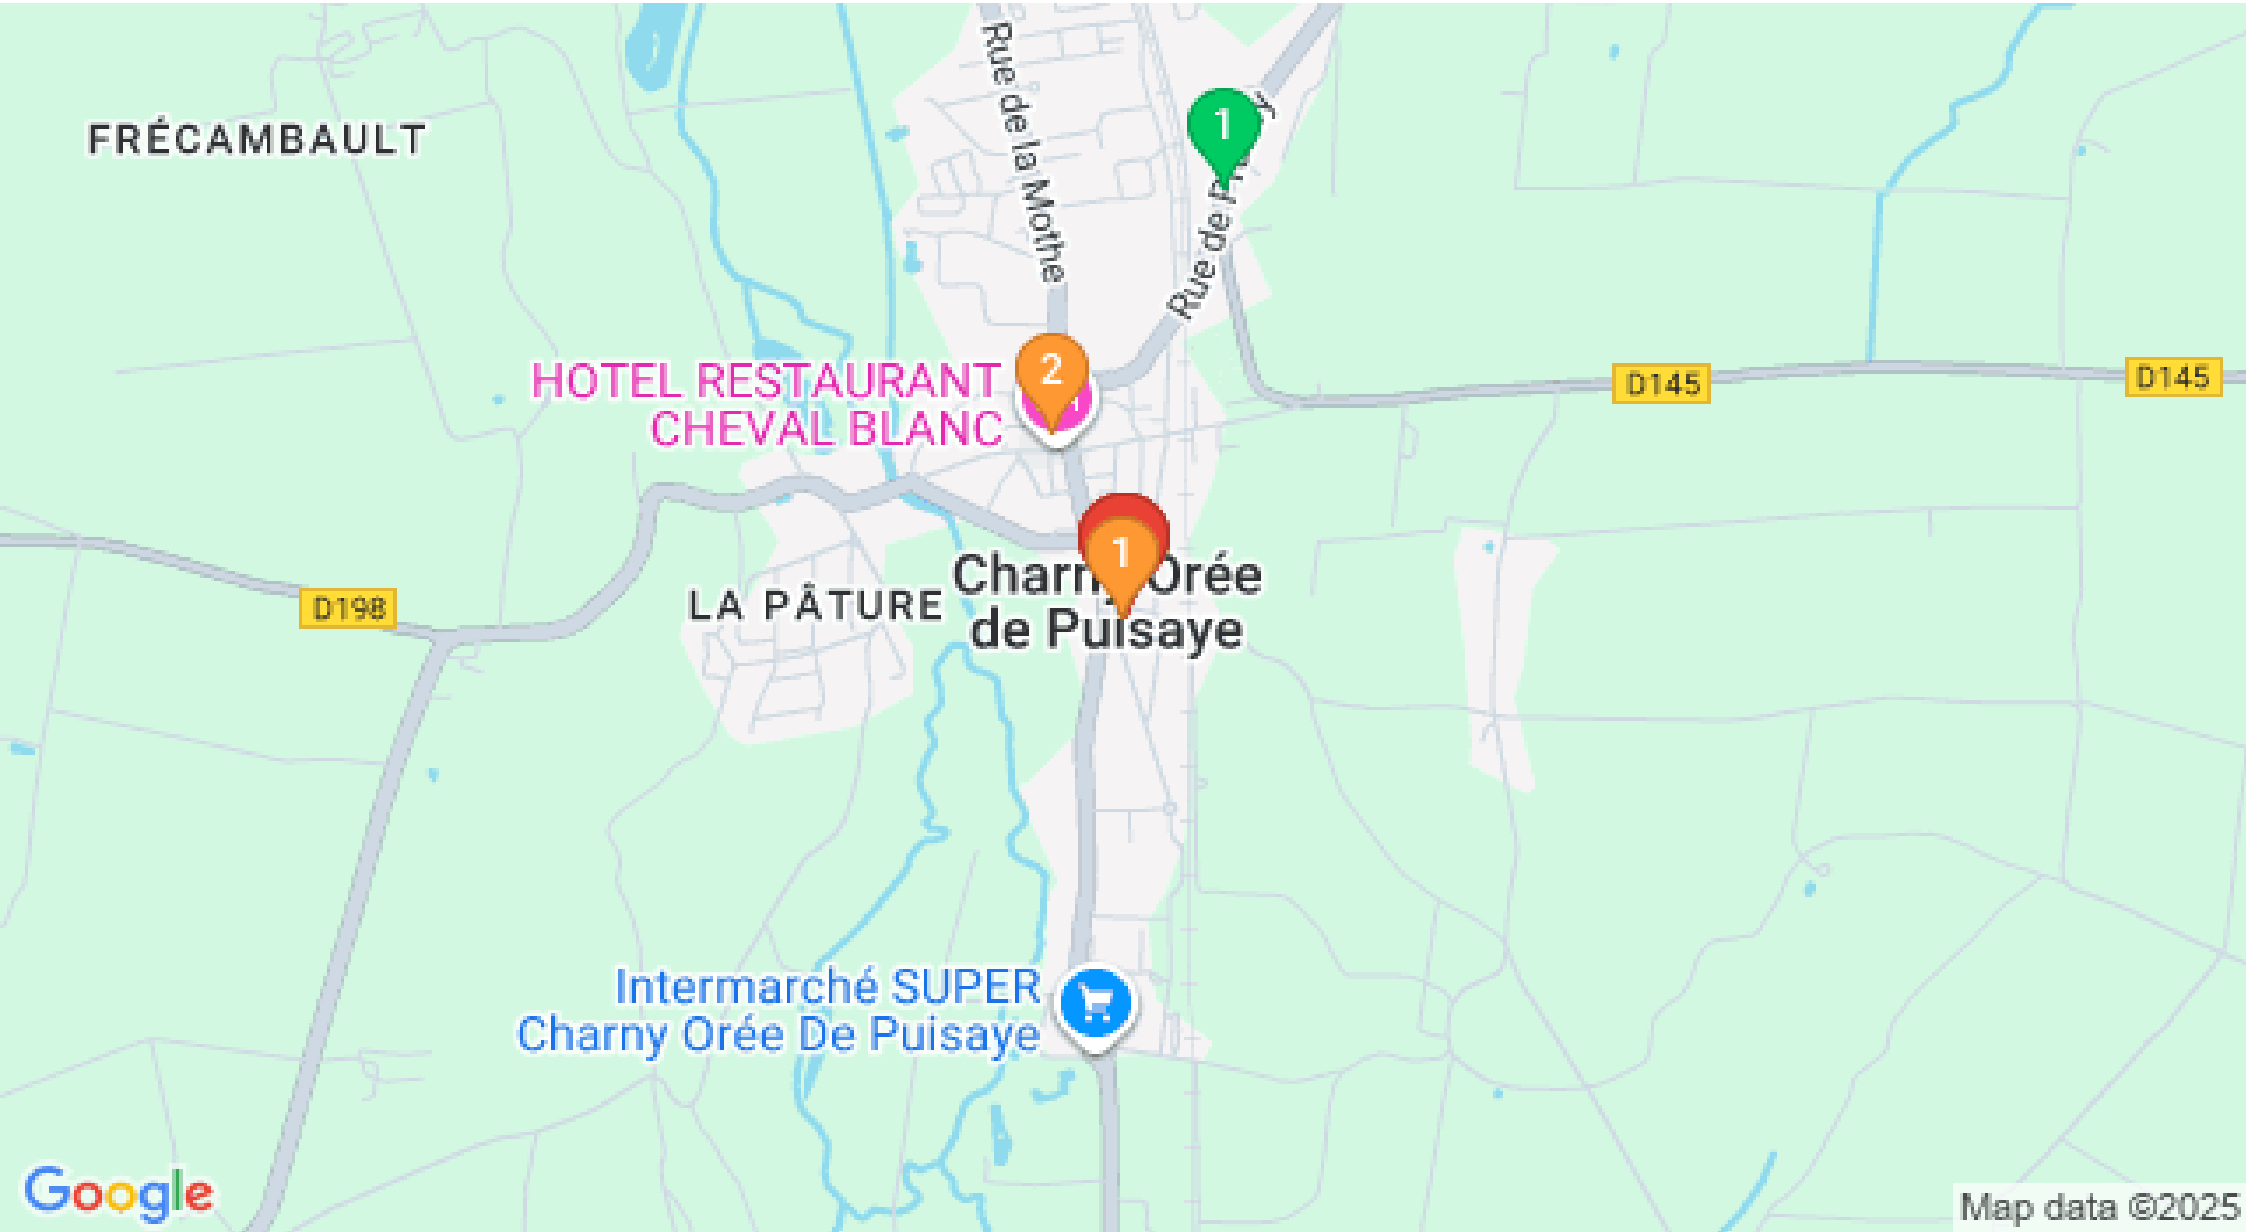 Rue de la Mothe
FRÉCAMBAULT
1
Rue de
HOTEL RESTAURANT
CHEVAL BLANC
2
D145
D145
1
Charny Orée
de Puisaye
LA PÂTURE
D198
Intermarché SUPER
Charny Orée De Puisaye
Google
Map data ©2025